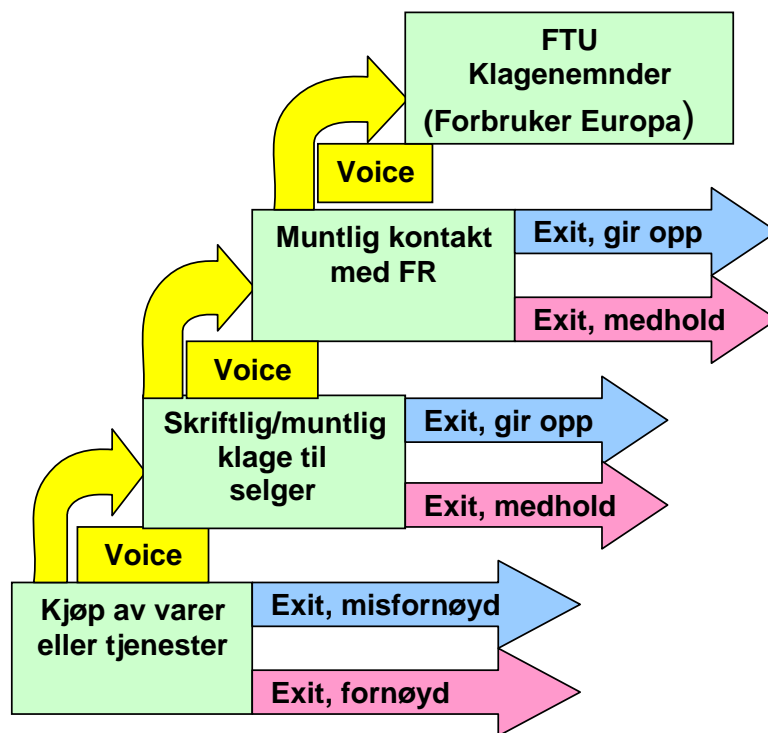 FTU
Klagenemnder
(Forbruker Europa)
Voice
Muntlig kontakt
med FR
Exit, gir opp
Exit, medhold
Voice
Skriftlig/muntlig
klage til
selger
Exit, gir opp
Exit, medhold
Voice
Kjøp av varer
eller tjenester
Exit, misfornøyd
Exit, fornøyd